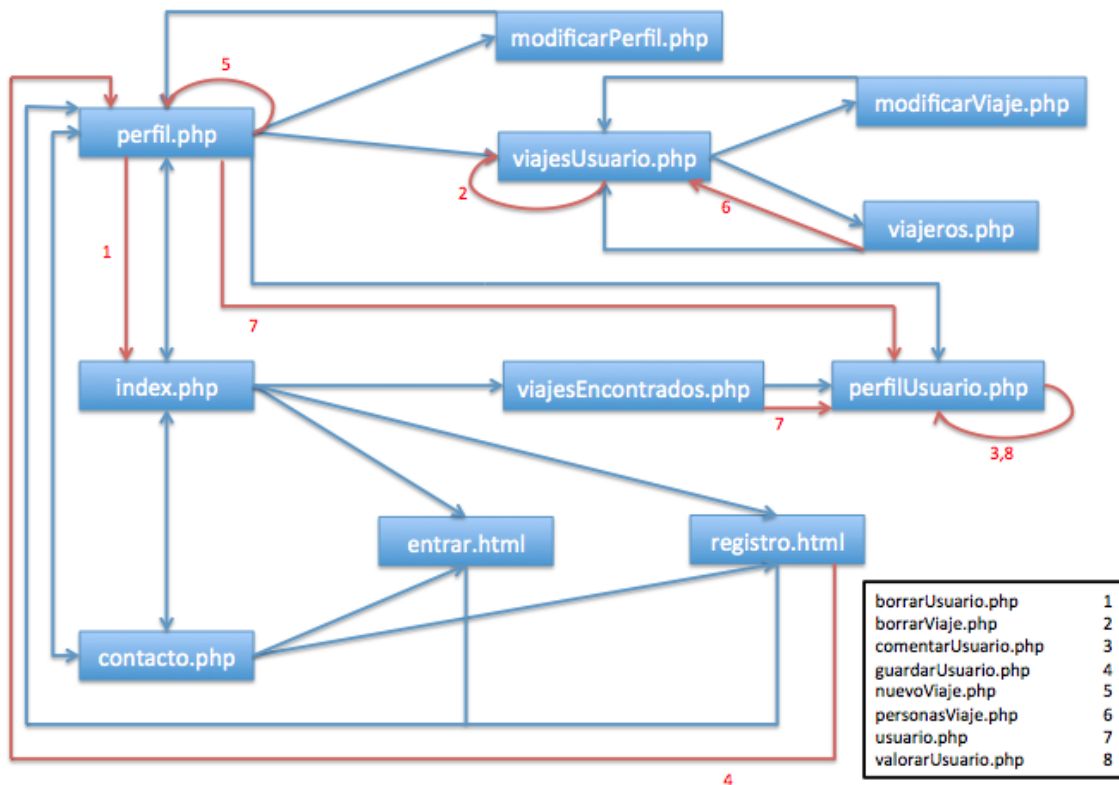 modificarPerfil.php
5
modificarViaje.php
perfil.php
viajesUsuario.php
2
6
viajeros.php
1
7
index.php
viajesEncontrados.php
perfilUsuario.php
7
3,8
entrar.html
registro.html
contacto.php
4
borrarUsuario.php 1
borrarViaje.php 2
comentarUsuario.php 3
guardarUsuario.php 4
nuevoViaje.php 5
personasViaje.php 6
usuario.php 7
valorarUsuario.php 8